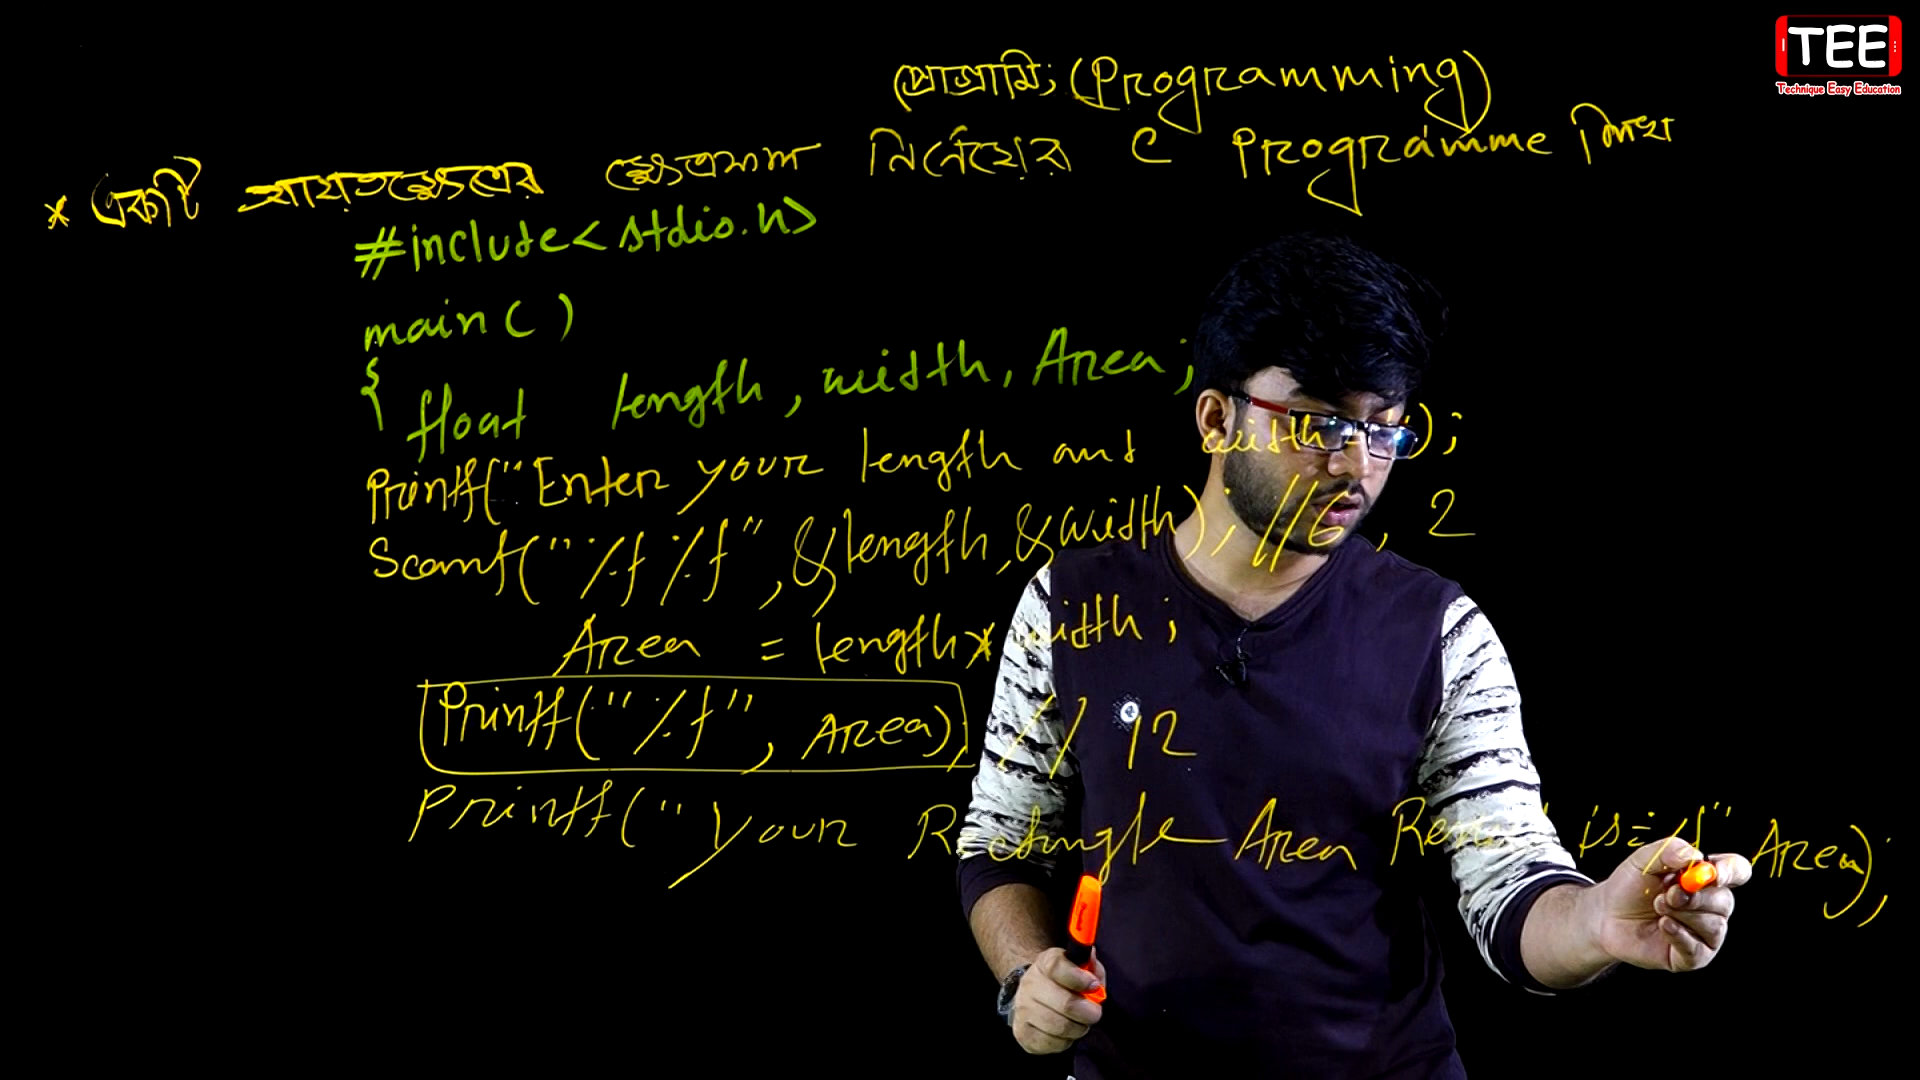 TEE
Technique Easy Education
প্রোগ্রামিং (Programming)
* একটি আয়তক্ষেত্রের ক্ষেত্রফল নির্ণয়ের C Programme লিখ
#include<stdio.h>
main()
{
float length, width, Area;
Printf("Enter your length and width=");
Scanf("%f %f", &length, &width); //6, 2
Area = length* width;
Printf("%f", Area); // 12
Printf("Your Rectangle Area Result is=%f", Area);